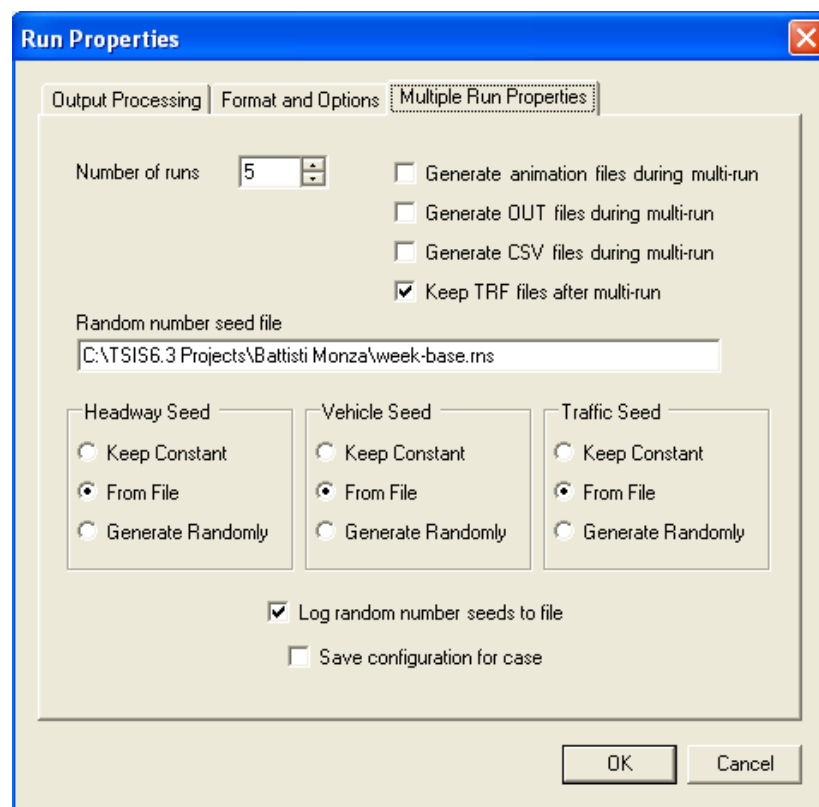 Run Properties
Output Processing
Format and Options
Multiple Run Properties
Number of runs
5
Generate animation files during multi-run
Generate OUT files during multi-run
Generate CSV files during multi-run
Keep TRF files after multi-run
Random number seed file
C:\TSIS6.3 Projects\Battisti Monza\week-base.rns
Headway Seed
Keep Constant
From File
Generate Randomly
Vehicle Seed
Keep Constant
From File
Generate Randomly
Traffic Seed
Keep Constant
From File
Generate Randomly
Log random number seeds to file
Save configuration for case
OK
Cancel